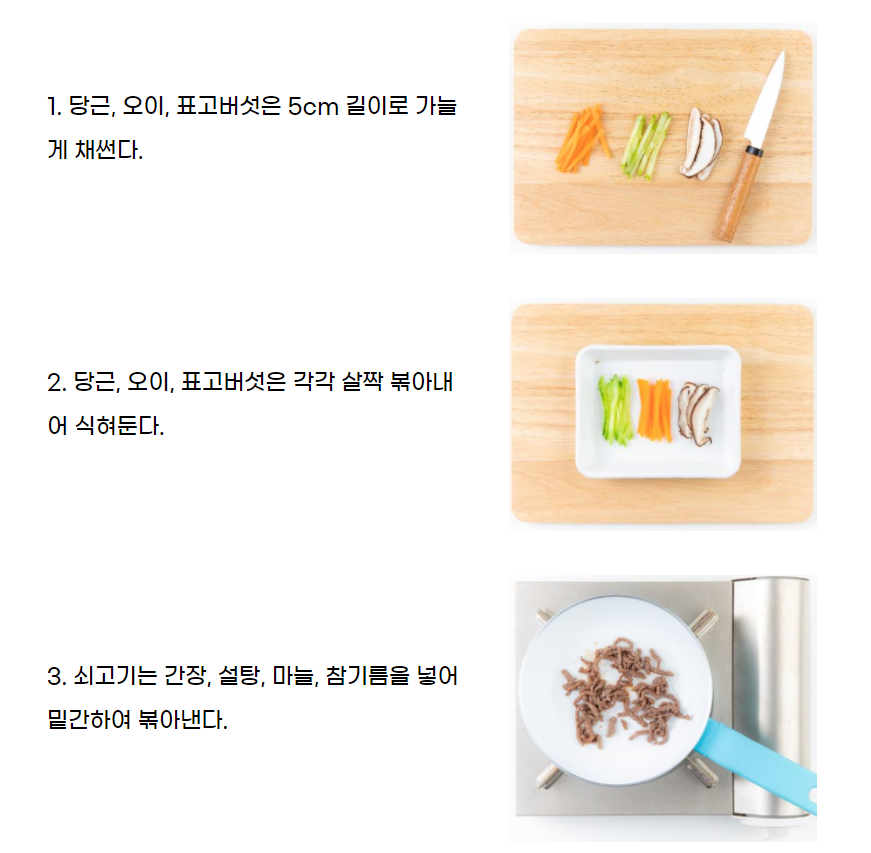 1. 당근, 오이, 표고버섯은 5cm 길이로 가늘
게 채썬다.
2. 당근, 오이, 표고버섯은 각각 살짝 볶아내
어 식혀둔다.
3. 쇠고기는 간장, 설탕, 마늘, 참기름을 넣어
밑간하여 볶아낸다.